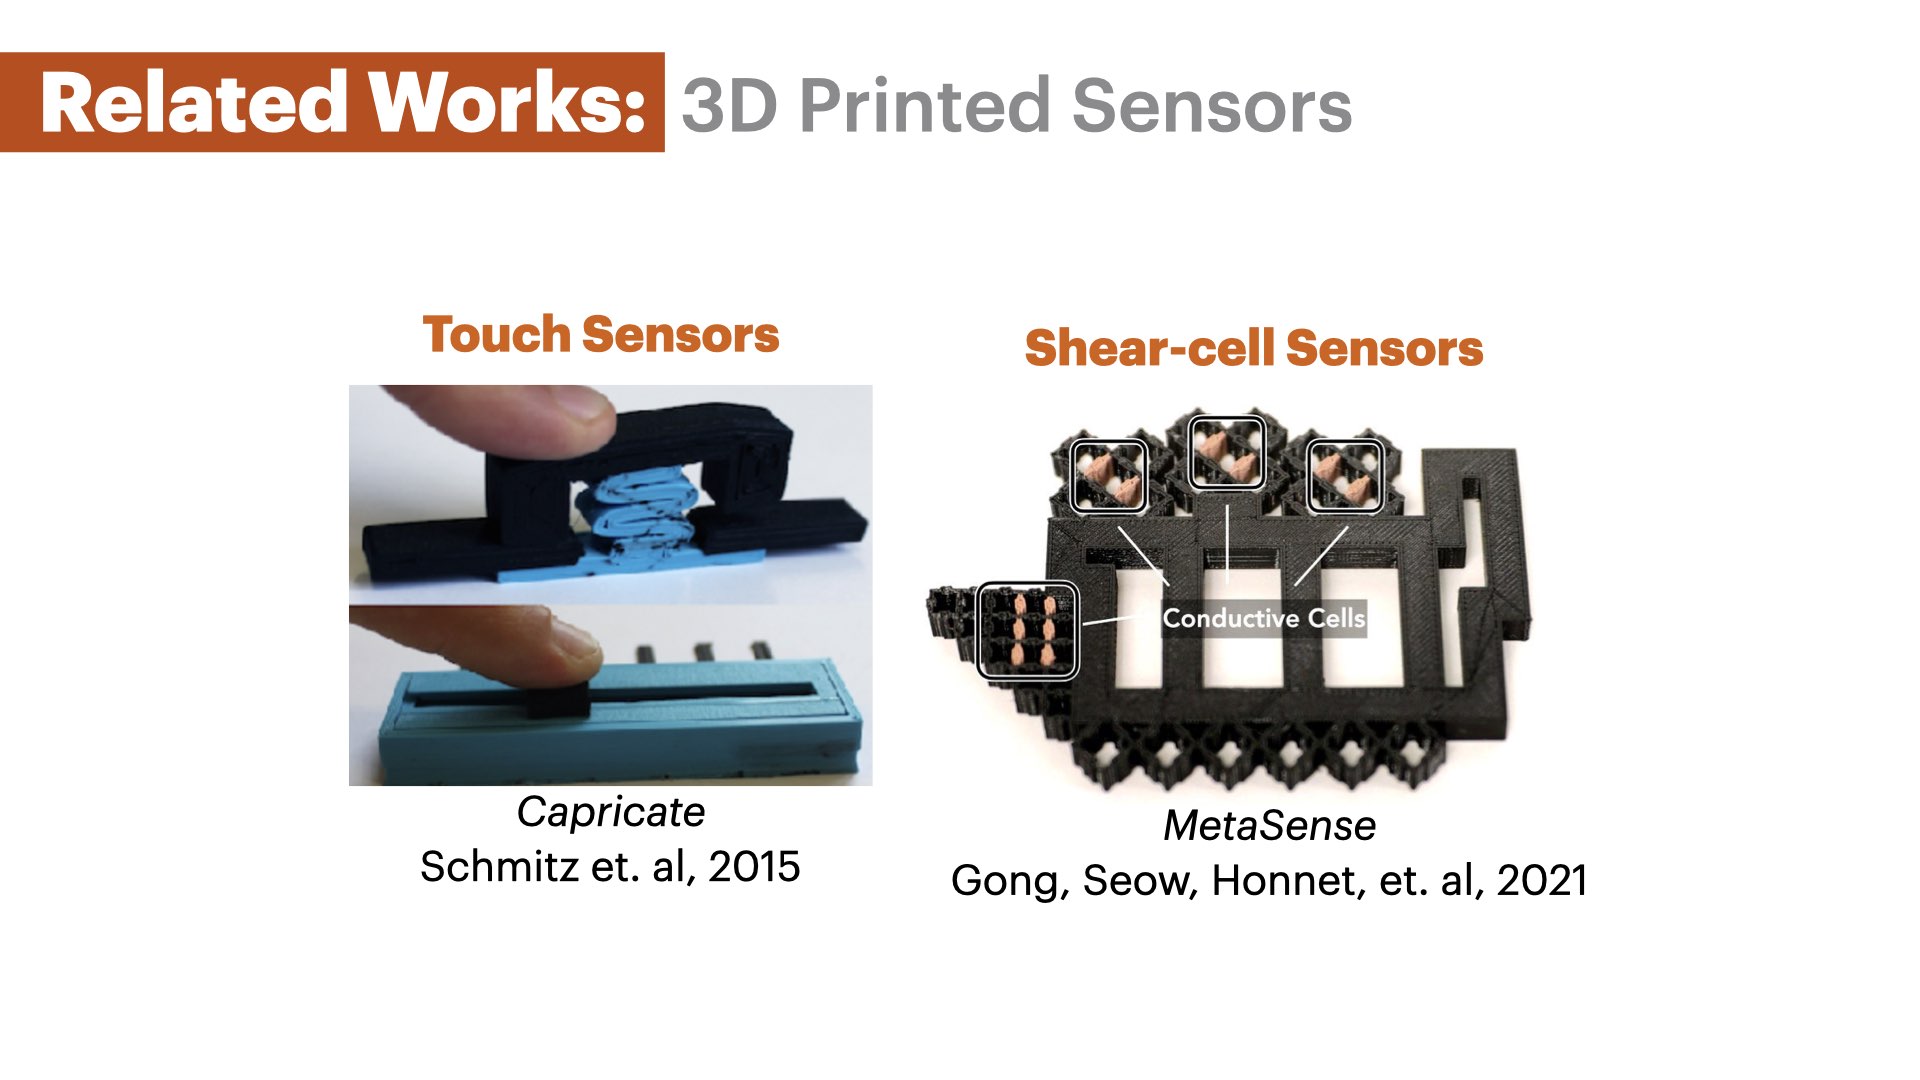 Related Works: 3D Printed Sensors
Touch Sensors
Capricate
Schmitz et. al, 2015
Shear-cell Sensors
Conductive Cells
MetaSense
Gong, Seow, Honnet, et. al, 2021